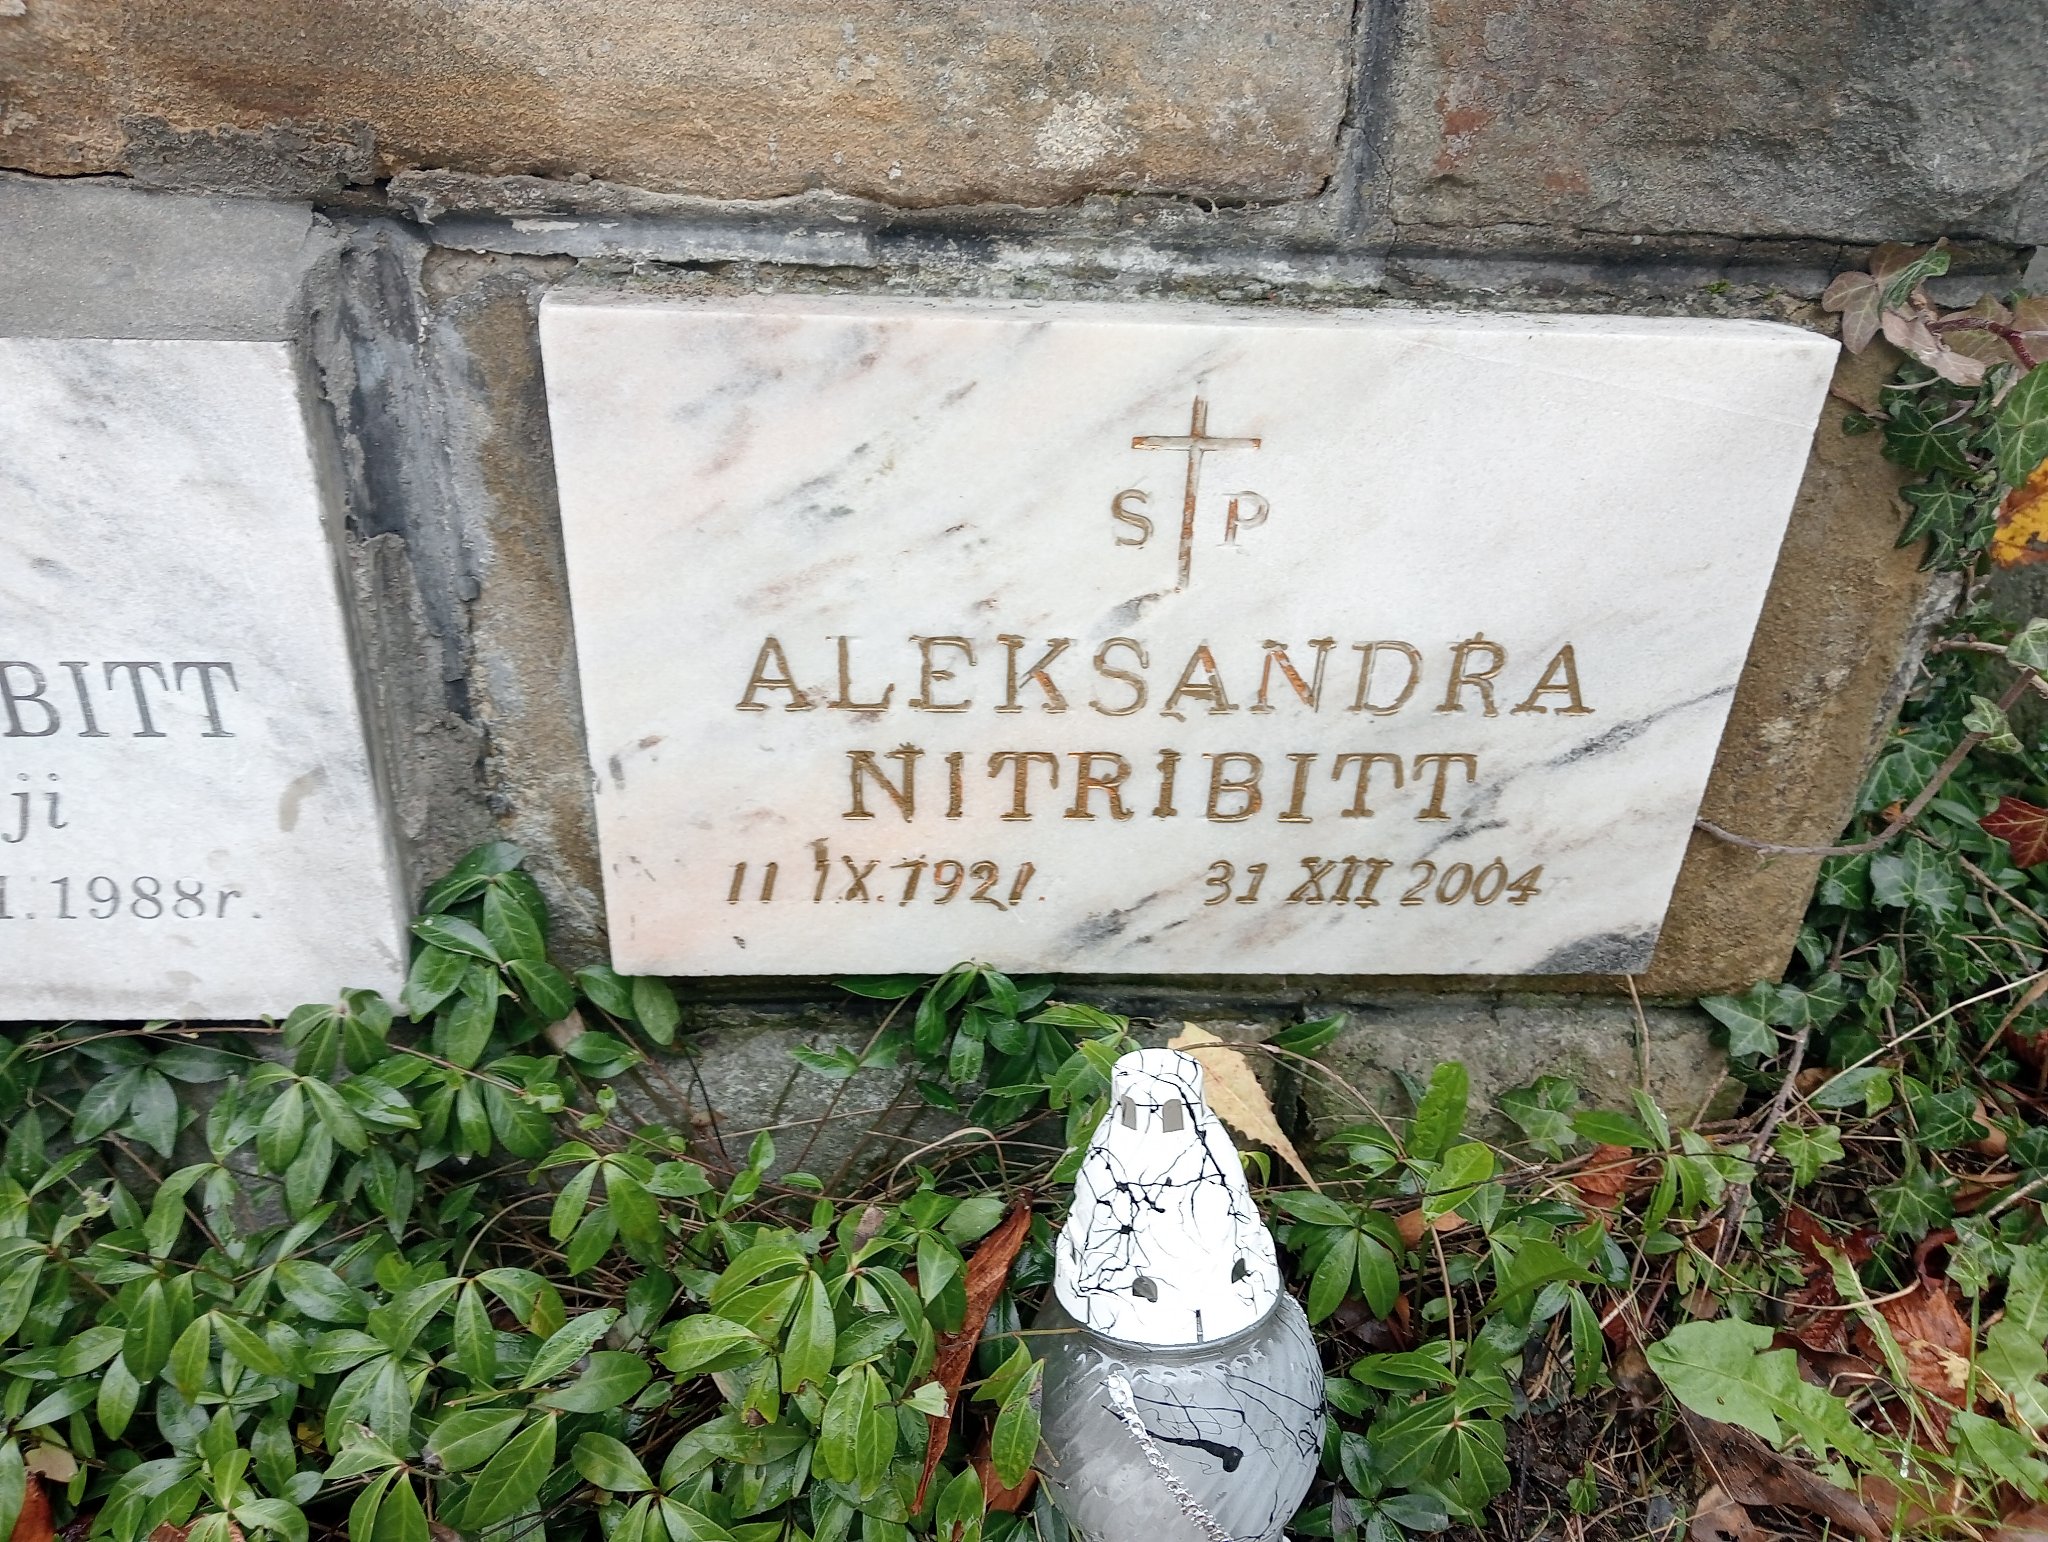 BITT
ji
1.1988r.
S P
ALEKSANDRA
NITRIBITT
11 IX.1921. 31 XII 2004